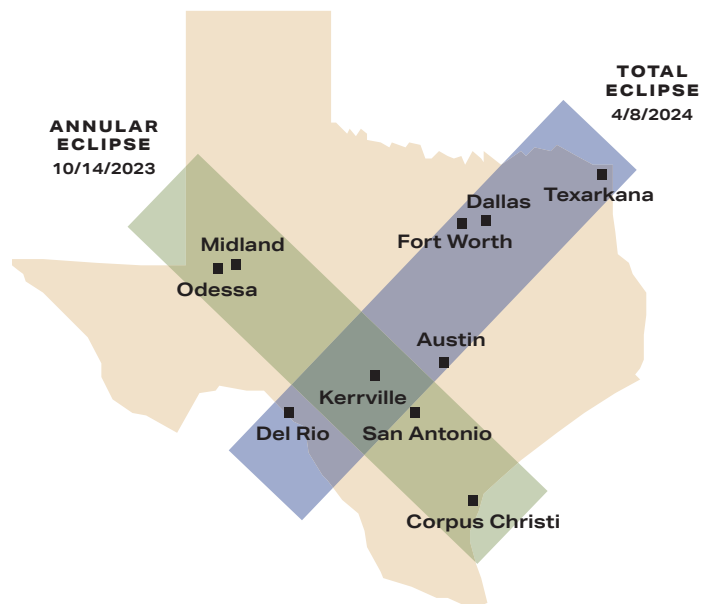 TOTAL
ECLIPSE
4/8/2024
ANNULAR
ECLIPSE
10/14/2023
Texarkana
Dallas
Fort Worth
Midland
Odessa
Austin
Kerrville
Del Rio
San Antonio
Corpus Christi